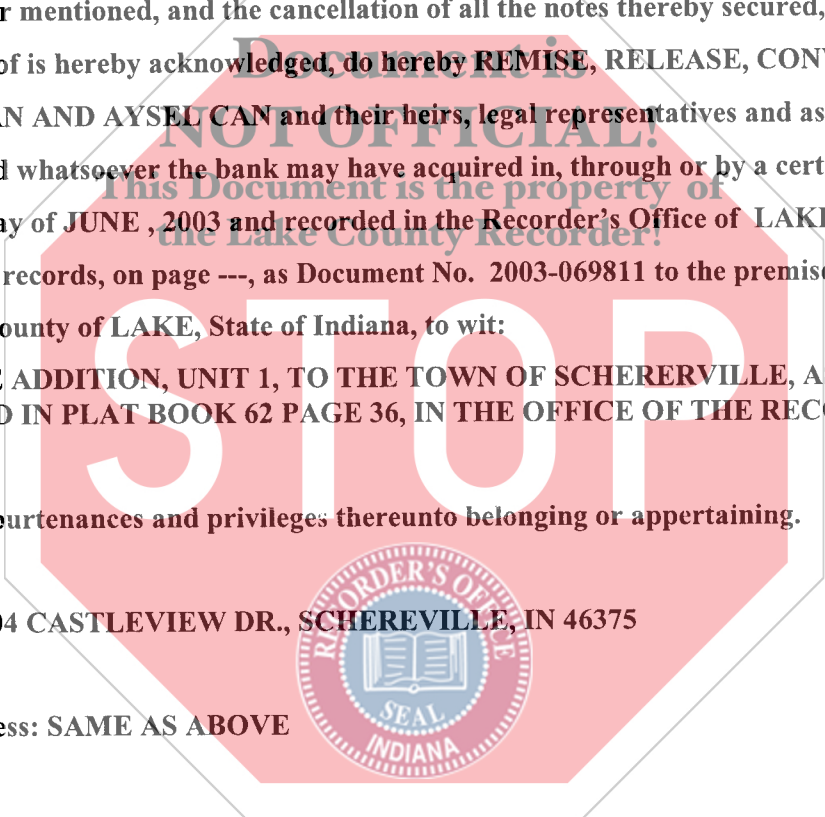 r mentioned, and the cancellation of all the notes thereby secured,
Document is
of is hereby acknowledged, do hereby REMISE, RELEASE, CON
NOT OFFICIAL!
AN AND AYSEL CAN and their heirs, legal representatives and as
d whatsoever the bank may have acquired in, through or by a cert
This Document is the property of
ay of JUNE , 2003 and recorded in the Recorder's Office of LAK
the Lake County Recorder!
records, on page ---, as Document No. 2003-069811 to the premis
ounty of LAKE, State of Indiana, to wit:
STOP
E ADDITION, UNIT 1, TO THE TOWN OF SCHERERVILLE, A
D IN PLAT BOOK 62 PAGE 36, IN THE OFFICE OF THE REC
purtenances and privileges thereunto belonging or appertaining.
RECORDER'S OFFICE
04 CASTLEVIEW DR., SCHEREVILLE, IN 46375
SEAL
INDIANA
ess: SAME AS ABOVE